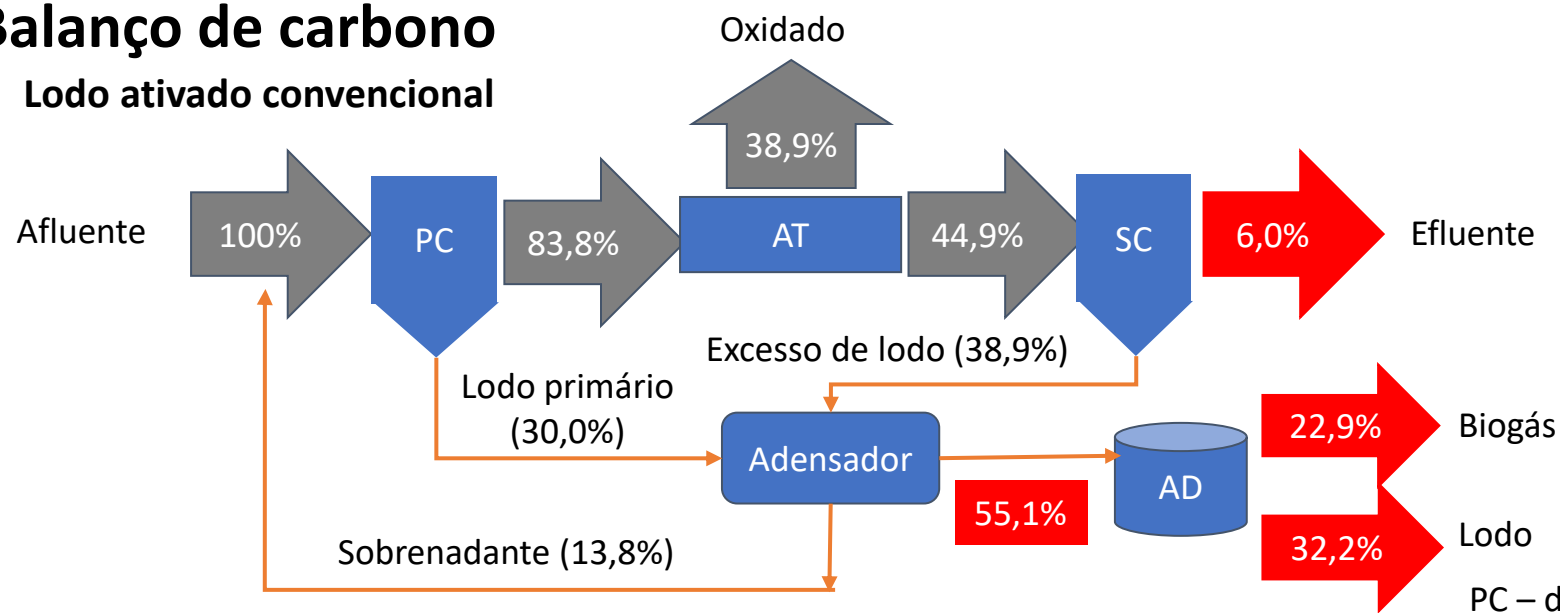 Balanço de carbono
Lodo ativado convencional
Oxidado
38,9%
Afluente
100%
PC
83,8%
AT
44,9%
SC
6,0%
Efluente
Excesso de lodo (38,9%)
Lodo primário
(30,0%)
Adensador
55,1%
AD
22,9%
Biogás
32,2%
Lodo
Sobrenadante (13,8%)
PC – d